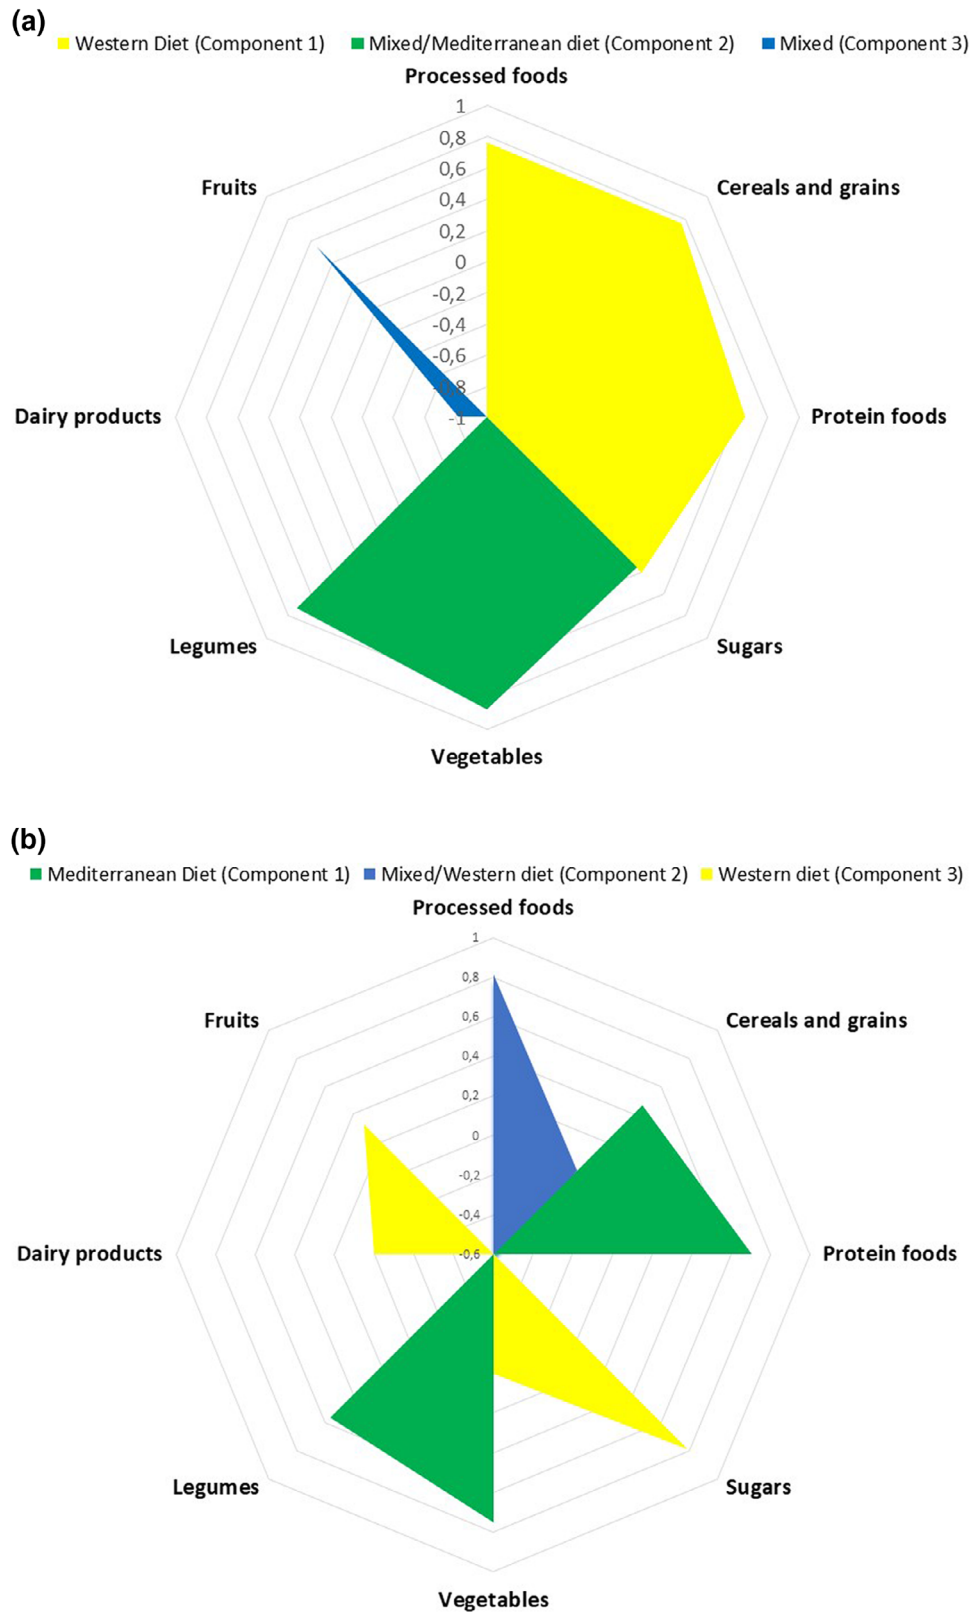 (a)
Western Diet (Component 1) Mixed/Mediterranean diet (Component 2) Mixed (Component 3)
Processed foods
1
0,8
0,6
0,4
0,2
0
-0,2
-0,4
-0,6
-0,8
-1
Fruits
Cereals and grains
Dairy products
Protein foods
Legumes
Sugars
Vegetables
(b)
Mediterranean Diet (Component 1) Mixed/Western diet (Component 2) Western diet (Component 3)
Processed foods
1
0,8
0,6
0,4
0,2
0
-0,2
-0,4
-0,6
Fruits
Cereals and grains
Dairy products
Protein foods
Legumes
Sugars
Vegetables